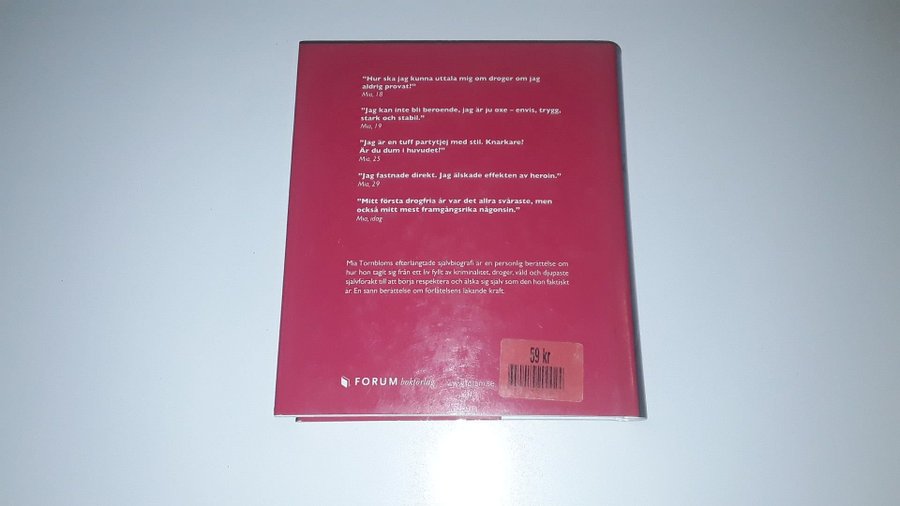 "Hur ska jag kunna uttala mig om droger om jag
aldrig provat?"
Mia, 18
"Jag kan inte bli beroende, jag är ju oxe – envis, trygg,
stark och stabil."
Mia, 19
"Jag är en tuff partytjej med stil. Knarkare?
Är du dum i huvudet?"
Mia, 25
"Jag fastnade direkt. Jag älskade effekten av heroin."
Mia, 29
"Mitt första drogfria år var det allra svåraste, men
också mitt mest framgångsrika någonsin."
Mia, idag
Mia Törnbloms efterlängtade självbiografi är en personlig berättelse om
hur hon tagit sig från ett liv fyllt av kriminalitet, droger, våld och djupaste
självförakt till att börja respektera och älska sig själv som den hon faktiskt
är. En sann berättelse om förlåtelsens läkande kraft.
59 kr
FORUM bokförlag